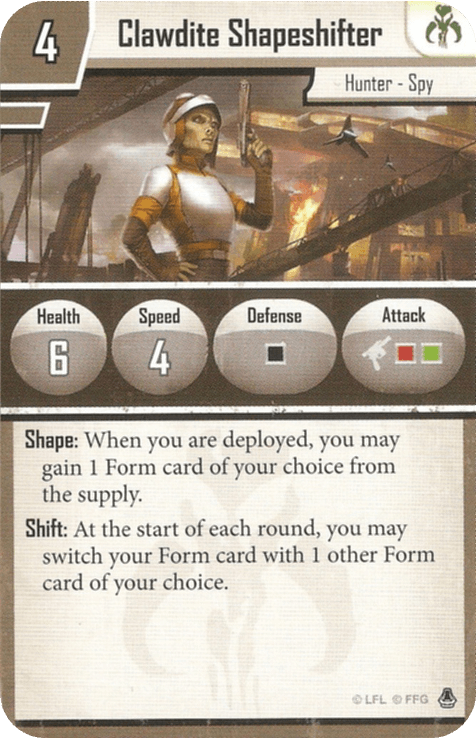 4
Clawdite Shapeshifter
Hunter - Spy
Health
Speed
Defense
Attack
6
4
Shape: When you are deployed, you may
gain 1 Form card of your choice from
the supply.
Shift: At the start of each round, you may
switch your Form card with 1 other Form
card of your choice.
© LFL © FFG